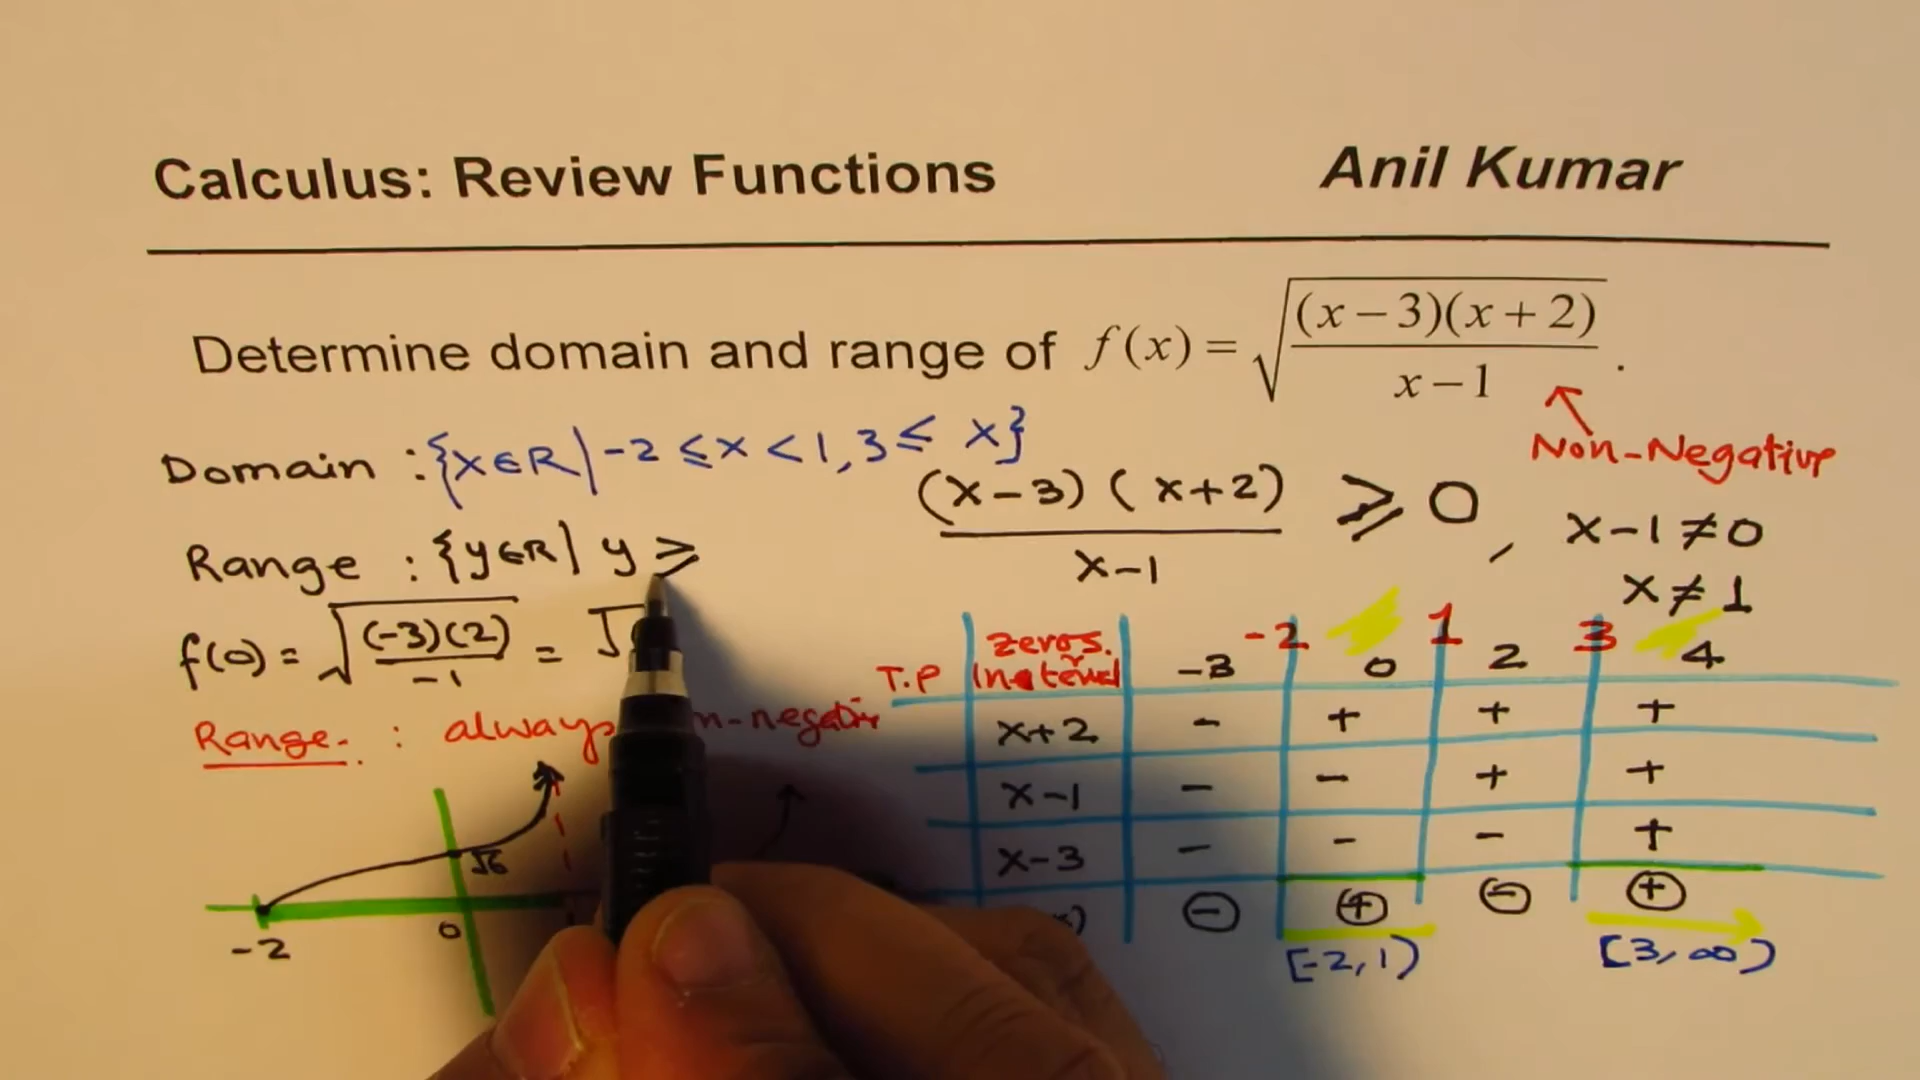 Calculus: Review Functions Anil Kumar
Determine domain and range of f(x) = √((x-3)(x+2)/(x-1)).
Non-Negative
Domain : {x∈R | -2 ≤ x < 1, 3 ≤ x}
(x-3)(x+2)/(x-1) ≥ 0, x-1 ≠ 0
x ≠ 1
Range : {y∈R | y ≥
f(0) = √((-3)(2)/-1) = √
Range : always
T.P zeros. -3 -2 0 1 2 3 4
x+2 - + + +
x-1 - - + +
x-3 - - - +
⊖ ⊕ ⊖ ⊕
[-2, 1) [3, ∞)
√6
-2 0